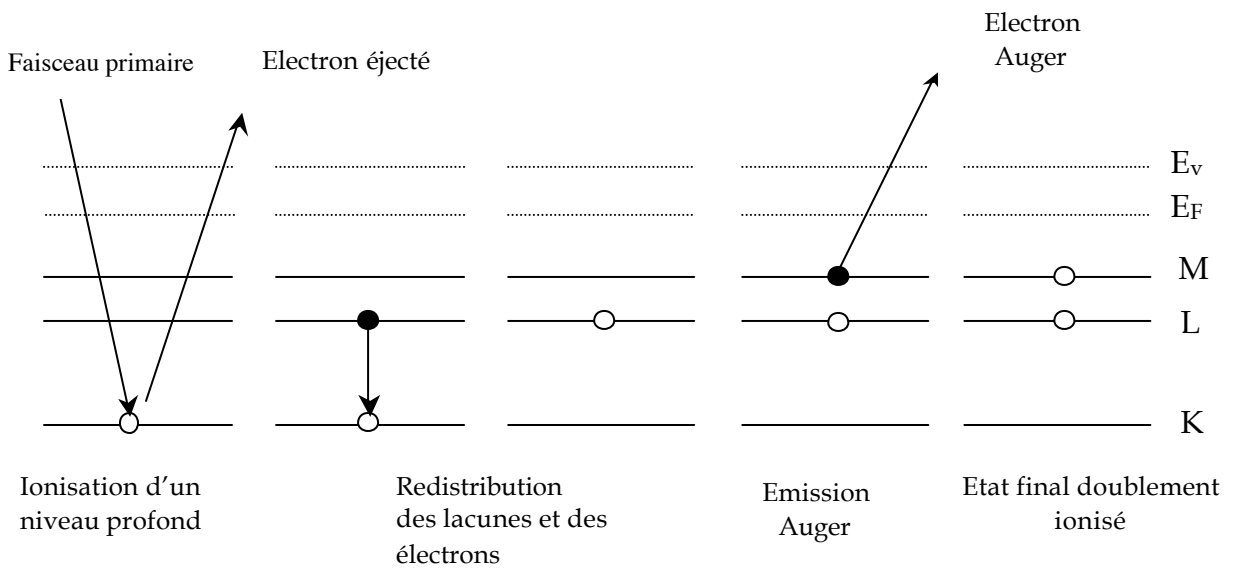 Faisceau primaire
Electron éjecté
Electron
Auger
Ev
EF
M
L
K
Ionisation d'un
niveau profond
Redistribution
des lacunes et des
électrons
Emission
Auger
Etat final doublement
ionisé